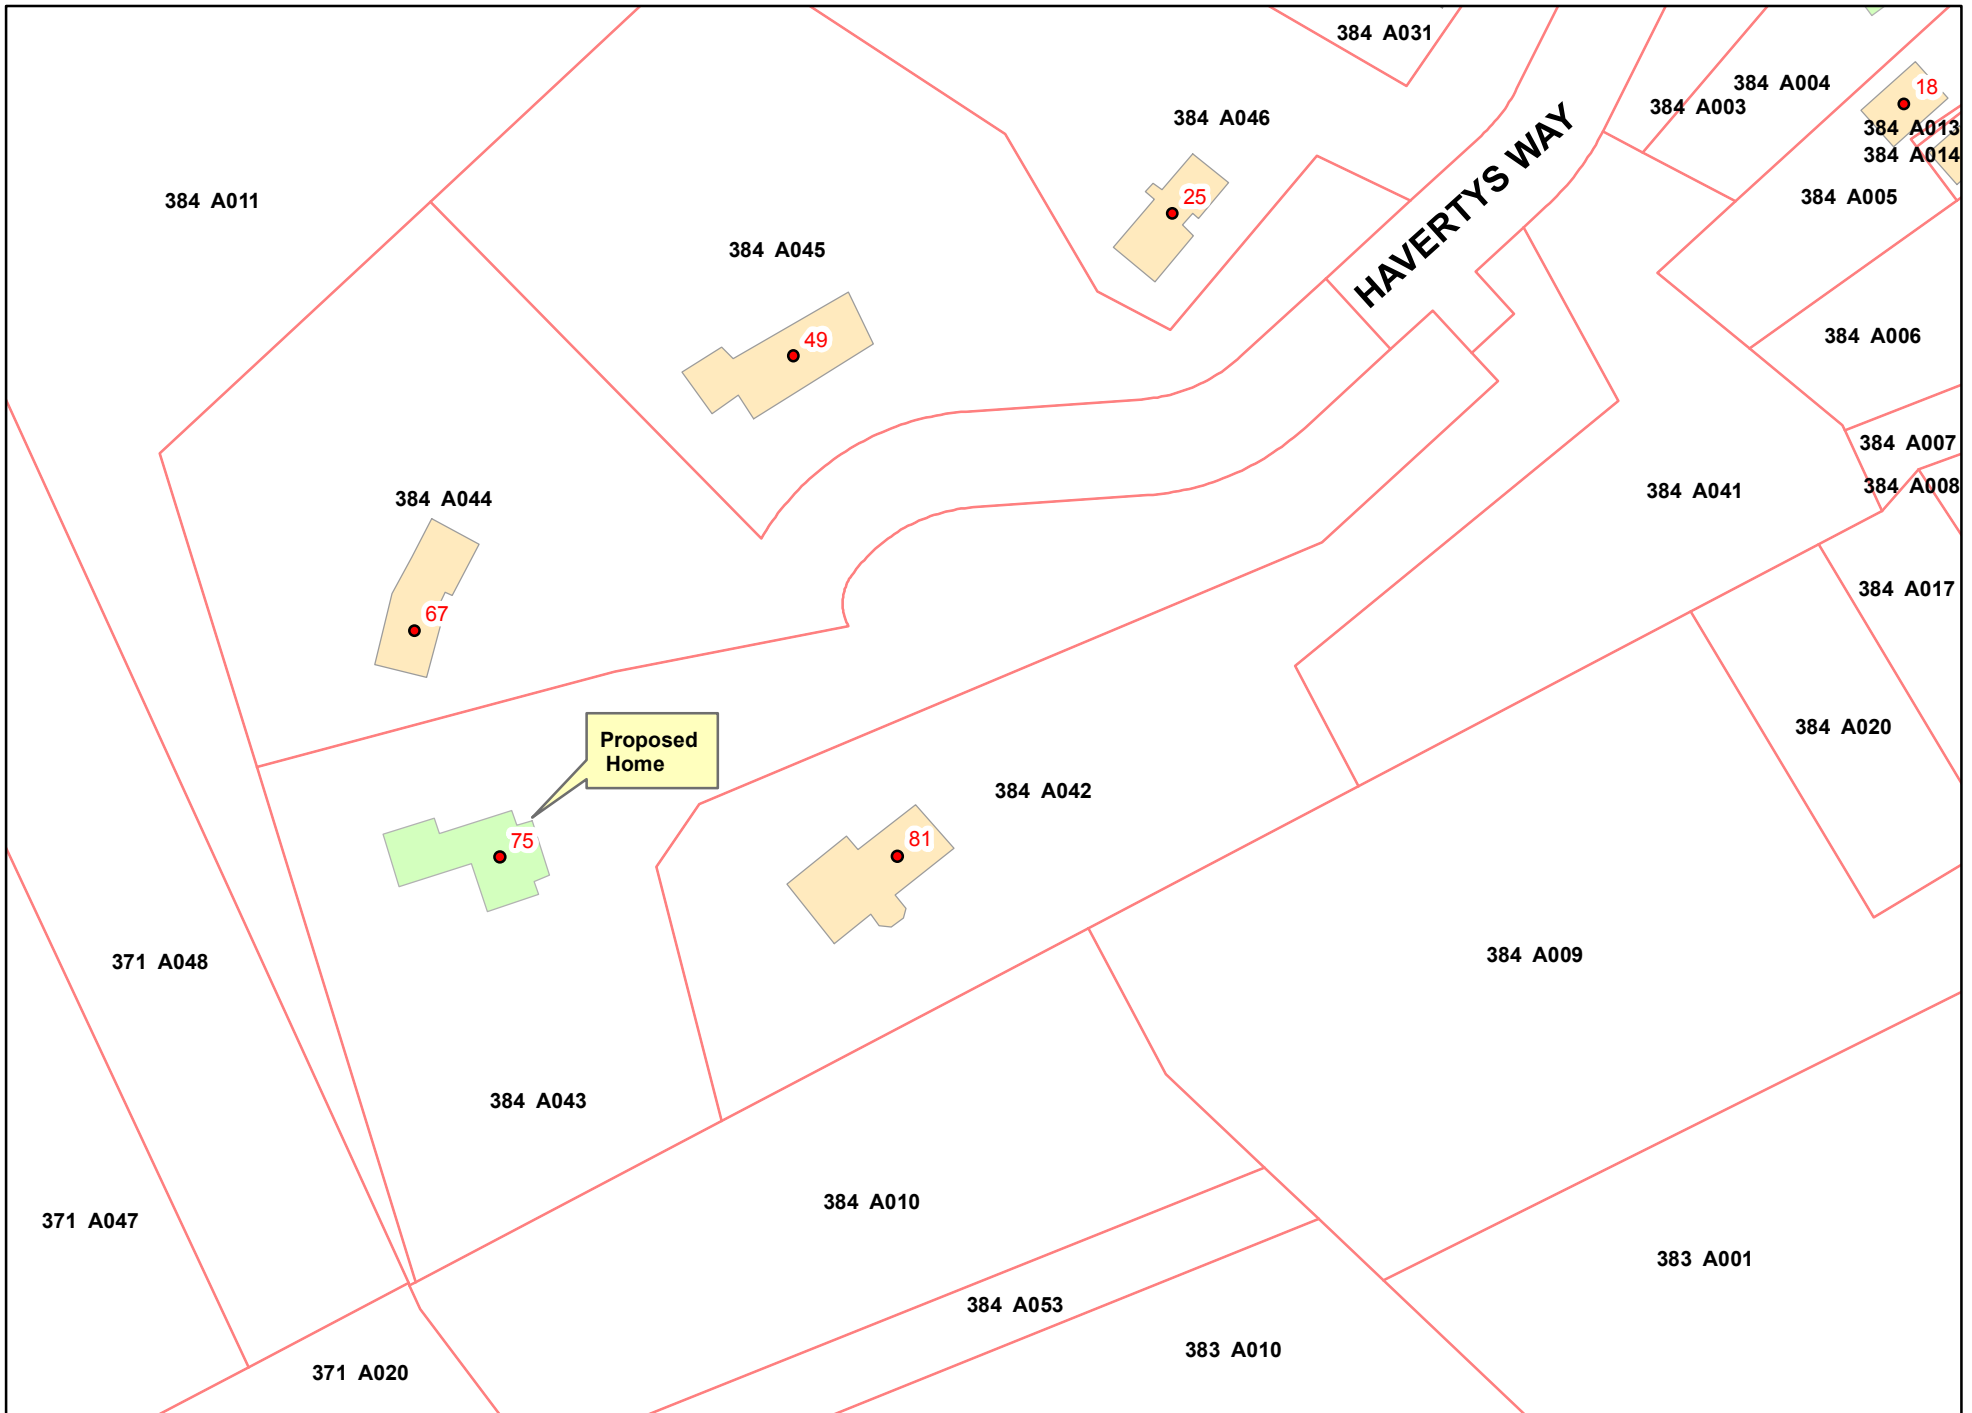 384 A031
384 A004
18
384 A003
384 A046
384 A013
384 A014
HAVERTYS WAY
384 A011
25
384 A005
384 A045
49
384 A006
384 A007
384 A008
384 A041
384 A044
384 A017
67
384 A020
Proposed
Home
384 A042
75
81
384 A009
371 A048
384 A043
384 A010
371 A047
383 A001
384 A053
383 A010
371 A020